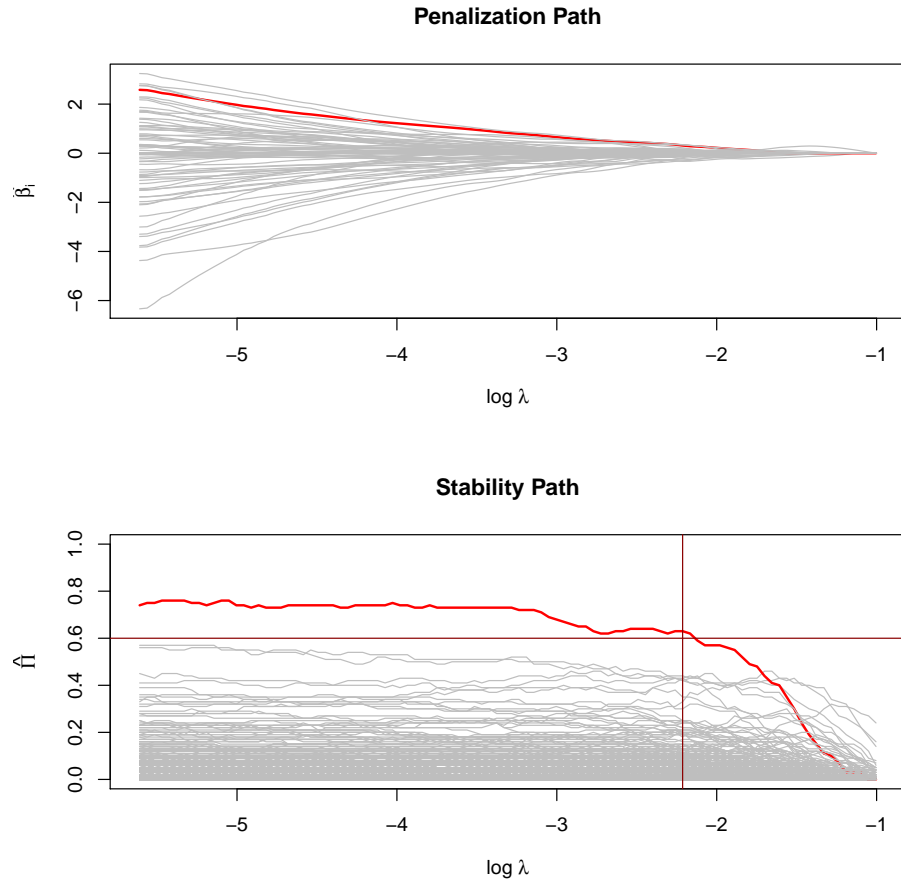 Penalization Path
2
0
−2
−4
−6
β̂i
−5 −4 −3 −2 −1
log λ
Stability Path
1.0
0.8
0.6
0.4
0.2
0.0
Π̂
−5 −4 −3 −2 −1
log λ